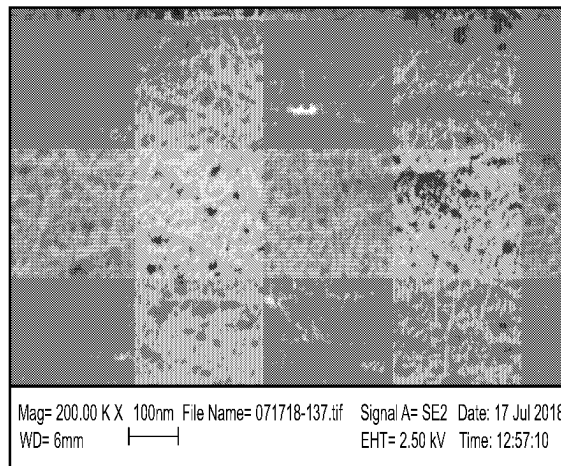 Mag= 200.00 K X 100nm File Name= 071718-137.tif Signal A= SE2 Date: 17 Jul 2018
WD= 6mm EHT= 2.50 kV Time: 12:57:10